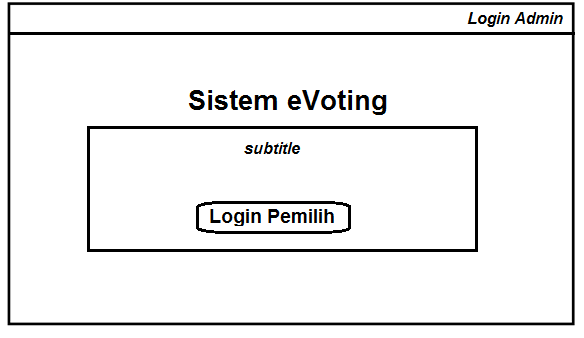 Login Admin
Sistem eVoting
subtitle
Login Pemilih